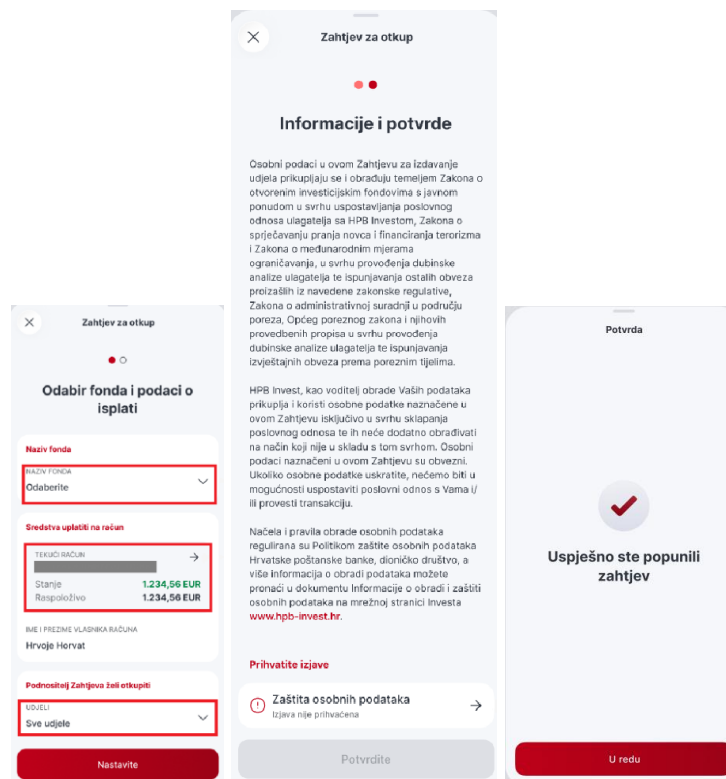 Zahtjev za otkup
Odabir fonda i podaci o
isplati
Naziv fonda
NAZIV FONDA
Odaberite
Sredstva uplatiti na račun
TEKUĆI RAČUN
Stanje 1.234,56 EUR
Raspoloživo 1.234,56 EUR
IME I PREZIME VLASNIKA RAČUNA
Hrvoje Horvat
Podnositelj Zahtjeva želi otkupiti
UDJELI
Sve udjele
Nastavite
Zahtjev za otkup
Informacije i potvrde
Osobni podaci u ovom Zahtjevu za izdavanje
udjela prikupljaju se i obrađuju temeljem Zakona o
otvorenim investicijskim fondovima s javnom
ponudom u svrhu uspostavljanja poslovnog
odnosa ulagatelja sa HPB Investom, Zakona o
sprječavanju pranja novca i financiranja terorizma
i Zakona o međunarodnim mjerama
ograničavanja, u svrhu provođenja dubinske
analize ulagatelja te ispunjavanja ostalih obveza
proizašlih iz navedene zakonske regulative,
Zakona o administrativnoj suradnji u području
poreza, Općeg poreznog zakona i njihovih
provedbenih propisa u svrhu provođenja
dubinske analize ulagatelja te ispunjavanja
izvještajnih obveza prema poreznim tijelima.
HPB Invest, kao voditelj obrade Vaših podataka
prikuplja i koristi osobne podatke naznačene u
ovom Zahtjevu isključivo u svrhu sklapanja
poslovnog odnosa te ih neće dodatno obrađivati
na način koji nije u skladu s tom svrhom. Osobni
podaci naznačeni u ovom Zahtjevu su obvezni.
Ukoliko osobne podatke uskratite, nećemo biti u
mogućnosti uspostaviti poslovni odnos s Vama i/
ili provesti transakciju.
Načela i pravila obrade osobnih podataka
regulirana su Politikom zaštite osobnih podataka
Hrvatske poštanske banke, dioničko društvo, a
više informacija o obradi podataka možete
pronaći u dokumentu Informacije o obradi i zaštiti
osobnih podataka na mrežnoj stranici Investa
www.hpb-invest.hr.
Prihvatite izjave
Zaštita osobnih podataka
Izjava nije prihvaćena
Potvrdite
Potvrda
Uspješno ste popunili
zahtjev
U redu